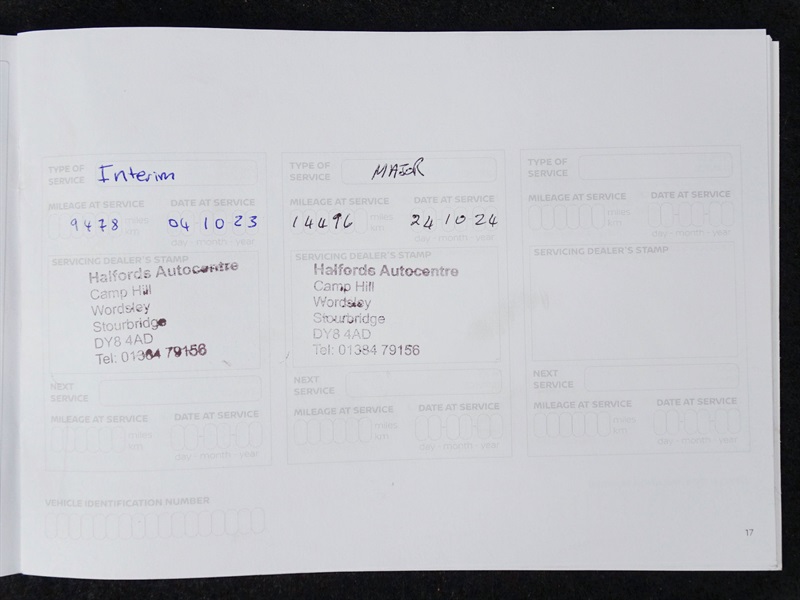 TYPE OF SERVICE Interim
MILEAGE AT SERVICE DATE AT SERVICE
9478 miles km 04 10 23
day - month - year
SERVICING DEALER'S STAMP
Halfords Autocentre
Camp Hill
Wordsley
Stourbridge
DY8 4AD
Tel: 01384 79156
NEXT SERVICE
MILEAGE AT SERVICE DATE AT SERVICE
miles km
day - month - year
TYPE OF SERVICE MAJOR
MILEAGE AT SERVICE DATE AT SERVICE
14496 miles km 24 10 24
day - month - year
SERVICING DEALER'S STAMP
Halfords Autocentre
Camp Hill
Wordsley
Stourbridge
DY8 4AD
Tel: 01384 79156
NEXT SERVICE
MILEAGE AT SERVICE DATE AT SERVICE
miles km
day - month - year
TYPE OF SERVICE
MILEAGE AT SERVICE DATE AT SERVICE
miles km
day - month - year
SERVICING DEALER'S STAMP
NEXT SERVICE
MILEAGE AT SERVICE DATE AT SERVICE
miles km
day - month - year
VEHICLE IDENTIFICATION NUMBER
17